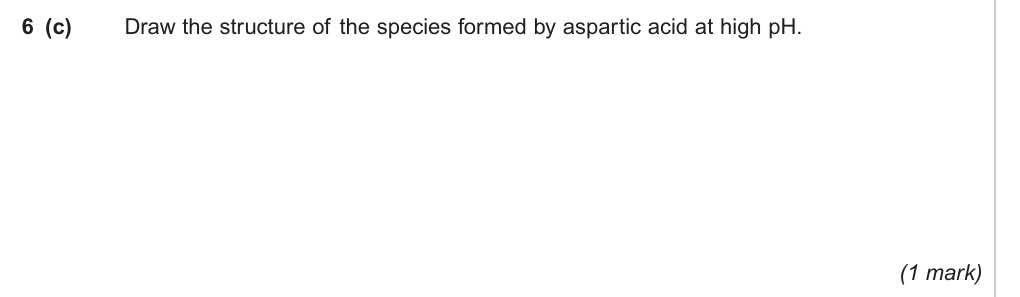 6 (c) Draw the structure of the species formed by aspartic acid at high pH.
(1 mark)